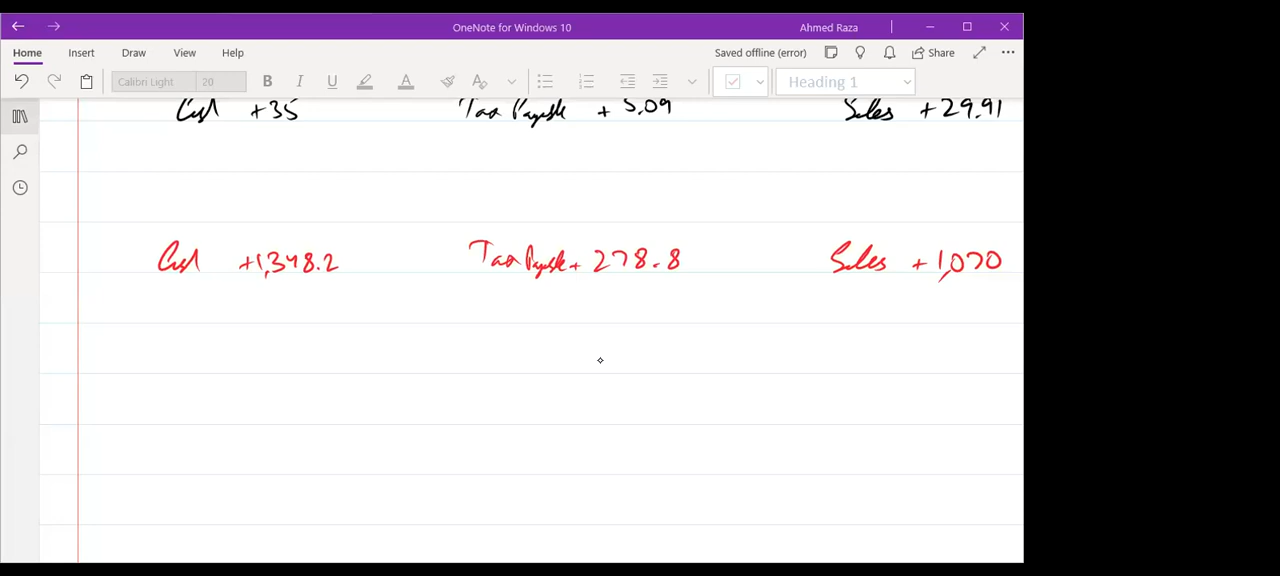 OneNote for Windows 10 Ahmed Raza
Home Insert Draw View Help Saved offline (error) Share
Calibri Light 20 B I U A Heading 1
Cash +35 Tax Payable + 5.09 Sales +29.91
Cash +1,348.2 Tax Payable + 278.8 Sales +1,070